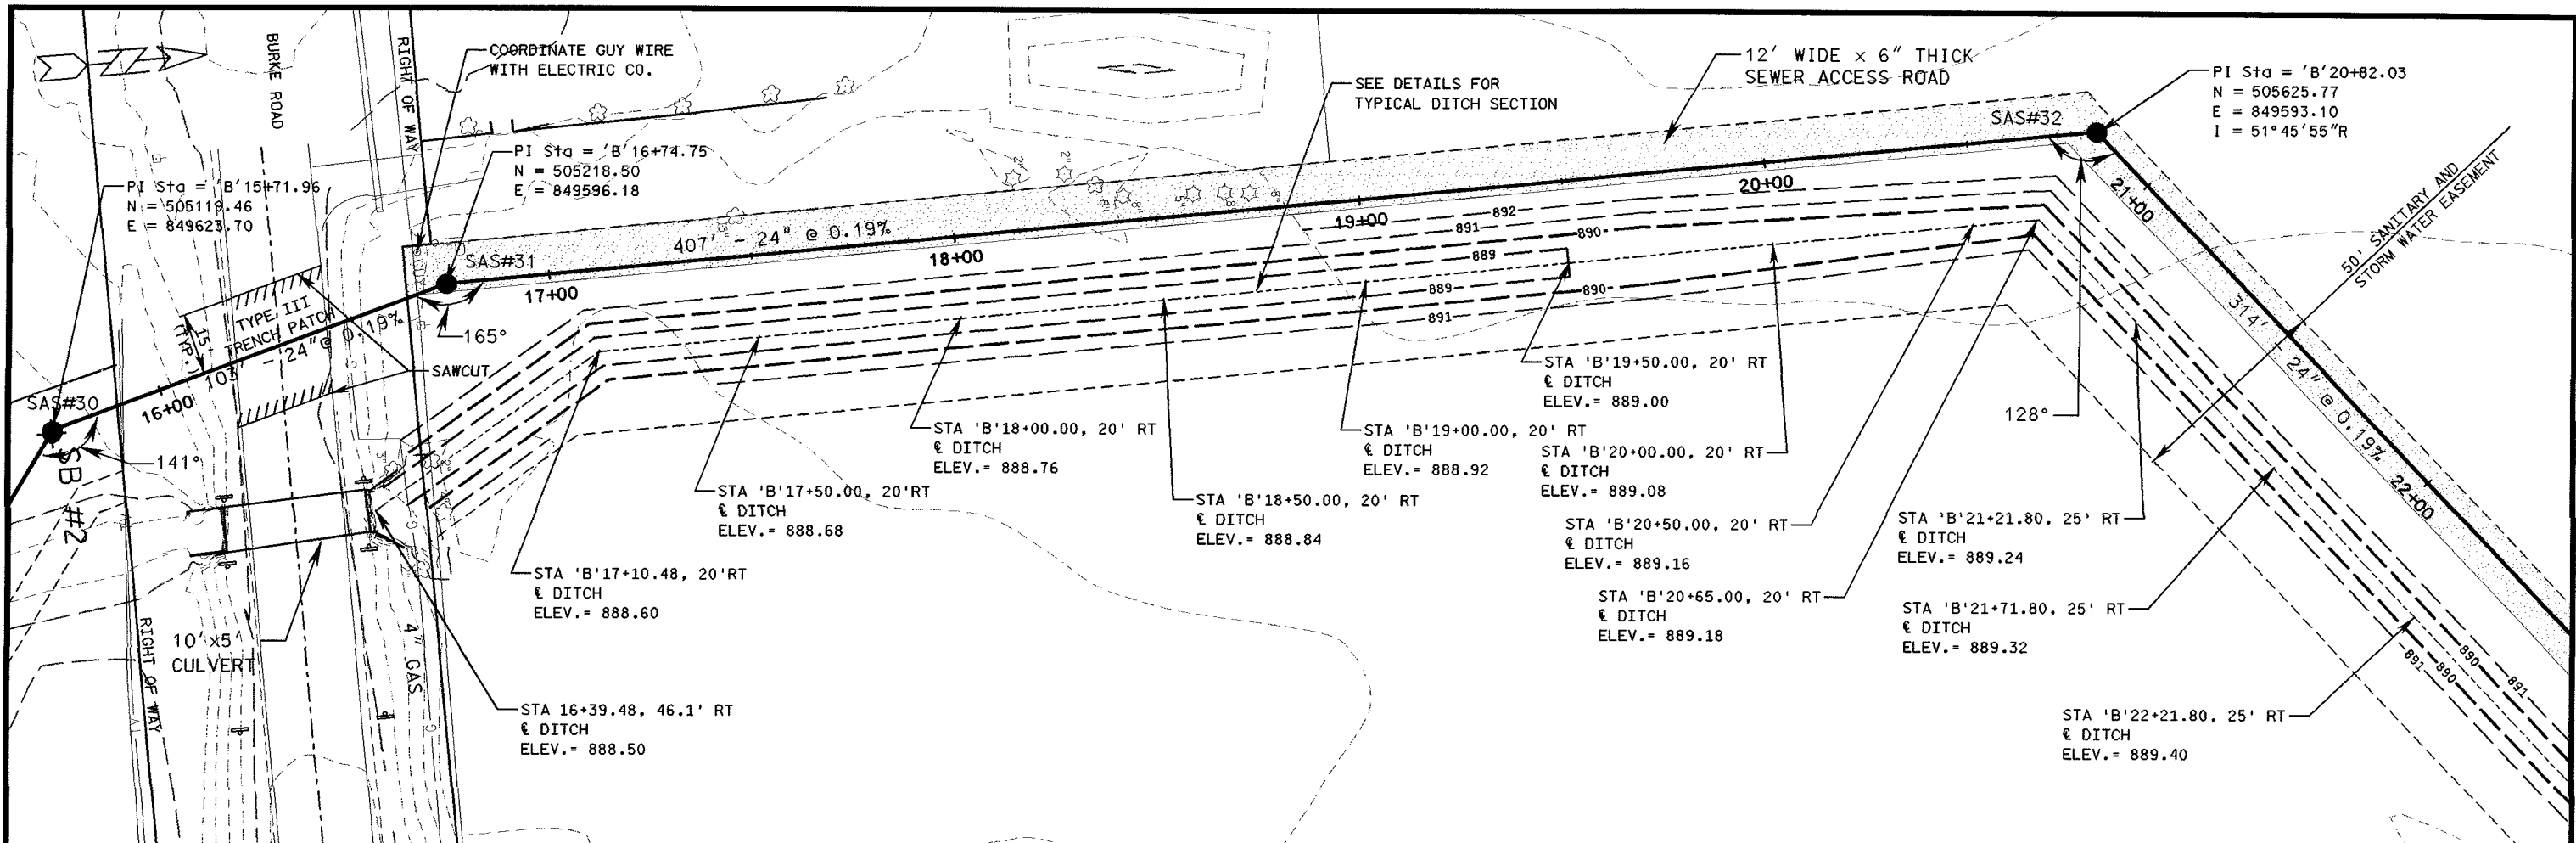 BURKE ROAD
RIGHT OF WAY
COORDINATE GUY WIRE
WITH ELECTRIC CO.
SEE DETAILS FOR
TYPICAL DITCH SECTION
12' WIDE x 6" THICK
SEWER ACCESS ROAD
PI Sta = 'B'20+82.03
N = 505625.77
E = 849593.10
I = 51°45'55"R
SAS#32
PI Sta = 'B'16+74.75
N = 505218.50
E = 849596.18
PI Sta = 'B'15+71.96
N = 505119.46
E = 849623.70
SAS#31
407' - 24" @ 0.19%
17+00
18+00
19+00
20+00
21+00
22+00
2"
2"
8"
8"
5"
8"
8"
892
891
890
889
889
890
891
50' SANITARY AND
STORM WATER EASEMENT
314' - 24" @ 0.19%
128°
165°
15'
(TYP.)
TYPE III
TRENCH PATCH
103' - 24" @ 0.19%
SAWCUT
SAS#30
16+00
141°
SB #2
10'x5'
CULVERT
RIGHT OF WAY
4" GAS
STA 'B'19+50.00, 20' RT
℄ DITCH
ELEV.= 889.00
STA 'B'18+00.00, 20' RT
℄ DITCH
ELEV.= 888.76
STA 'B'19+00.00, 20' RT
℄ DITCH
ELEV.= 888.92
STA 'B'20+00.00, 20' RT
℄ DITCH
ELEV.= 889.08
STA 'B'17+50.00, 20'RT
℄ DITCH
ELEV.= 888.68
STA 'B'18+50.00, 20' RT
℄ DITCH
ELEV.= 888.84
STA 'B'20+50.00, 20' RT
℄ DITCH
ELEV.= 889.16
STA 'B'21+21.80, 25' RT
℄ DITCH
ELEV.= 889.24
STA 'B'17+10.48, 20'RT
℄ DITCH
ELEV.= 888.60
STA 'B'20+65.00, 20' RT
℄ DITCH
ELEV.= 889.18
STA 'B'21+71.80, 25' RT
℄ DITCH
ELEV.= 889.32
STA 16+39.48, 46.1' RT
℄ DITCH
ELEV.= 888.50
STA 'B'22+21.80, 25' RT
℄ DITCH
ELEV.= 889.40
891
890
890
891